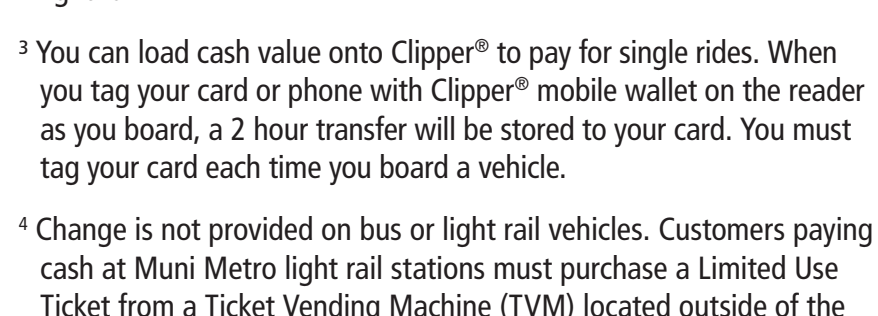 ³ You can load cash value onto Clipper® to pay for single rides. When
you tag your card or phone with Clipper® mobile wallet on the reader
as you board, a 2 hour transfer will be stored to your card. You must
tag your card each time you board a vehicle.
⁴ Change is not provided on bus or light rail vehicles. Customers paying
cash at Muni Metro light rail stations must purchase a Limited Use
Ticket from a Ticket Vending Machine (TVM) located outside of the